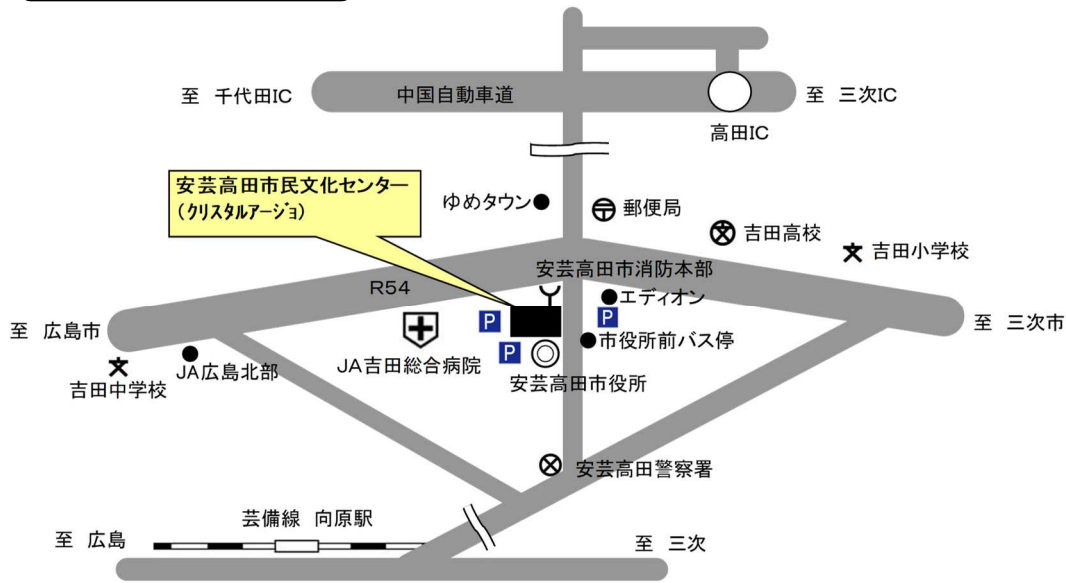 至 千代田IC
中国自動車道
至 三次IC
高田IC
安芸高田市民文化センター
(クリスタルアージョ)
ゆめタウン
郵便局
吉田高校
吉田小学校
安芸高田市消防本部
R54
エディオン
P
P
至 広島市
至 三次市
市役所前バス停
P
JA吉田総合病院
JA広島北部
安芸高田市役所
吉田中学校
安芸高田警察署
芸備線 向原駅
至 広島
至 三次